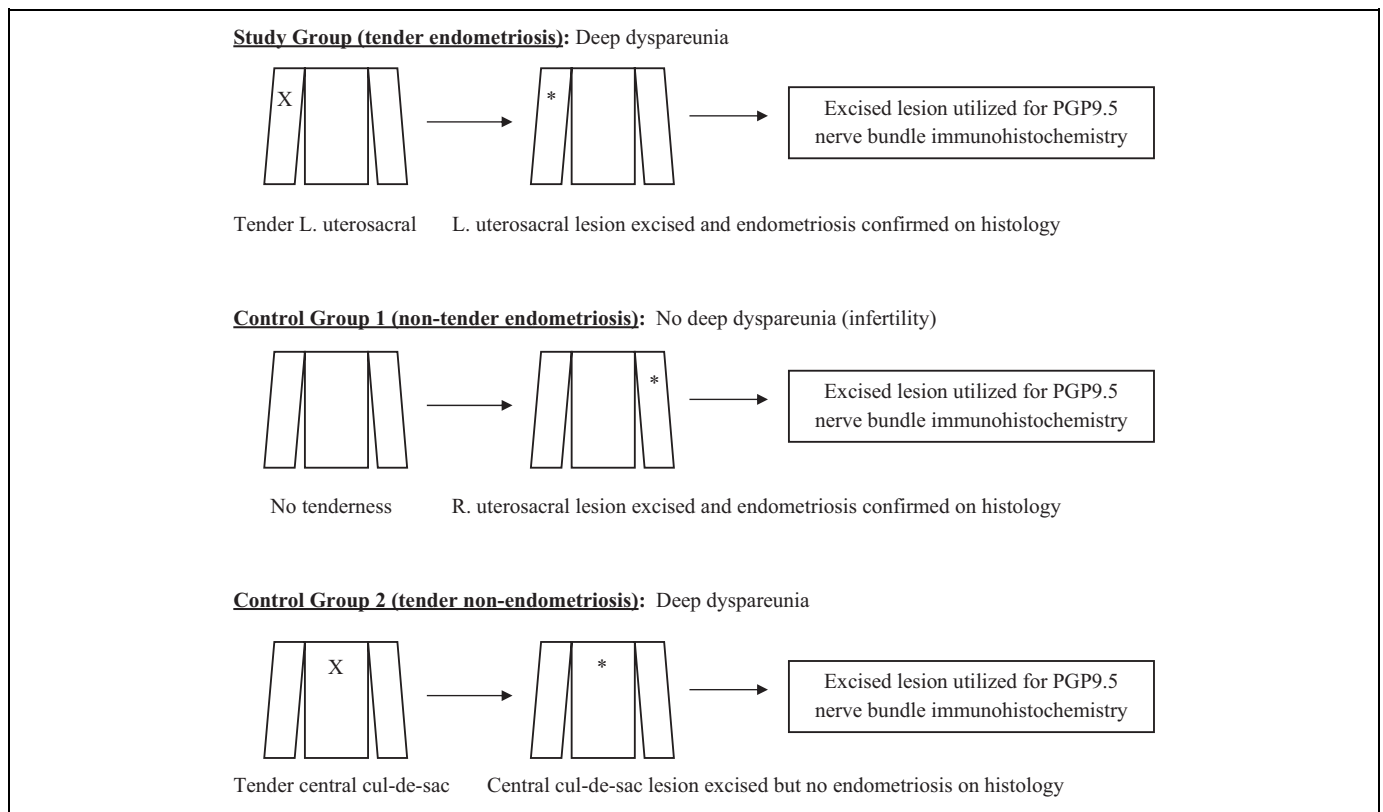 Study Group (tender endometriosis): Deep dyspareunia
X
*
Excised lesion utilized for PGP9.5
nerve bundle immunohistochemistry
Tender L. uterosacral
L. uterosacral lesion excised and endometriosis confirmed on histology
Control Group 1 (non-tender endometriosis): No deep dyspareunia (infertility)
*
Excised lesion utilized for PGP9.5
nerve bundle immunohistochemistry
No tenderness
R. uterosacral lesion excised and endometriosis confirmed on histology
Control Group 2 (tender non-endometriosis): Deep dyspareunia
X
*
Excised lesion utilized for PGP9.5
nerve bundle immunohistochemistry
Tender central cul-de-sac
Central cul-de-sac lesion excised but no endometriosis on histology